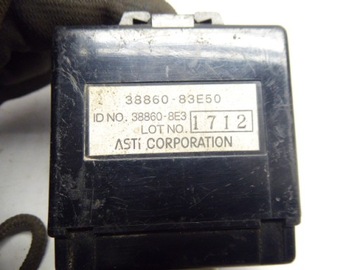 38860-83E50
ID NO. 38860-8E3
LOT NO. 1712
ASTi CORPORATION